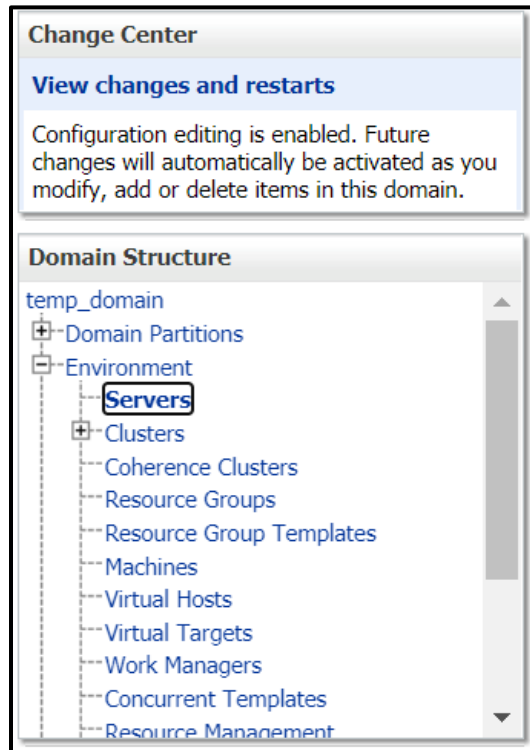 Change Center
View changes and restarts
Configuration editing is enabled. Future
changes will automatically be activated as you
modify, add or delete items in this domain.
Domain Structure
temp_domain
Domain Partitions
Environment
Servers
Clusters
Coherence Clusters
Resource Groups
Resource Group Templates
Machines
Virtual Hosts
Virtual Targets
Work Managers
Concurrent Templates
Resource Management